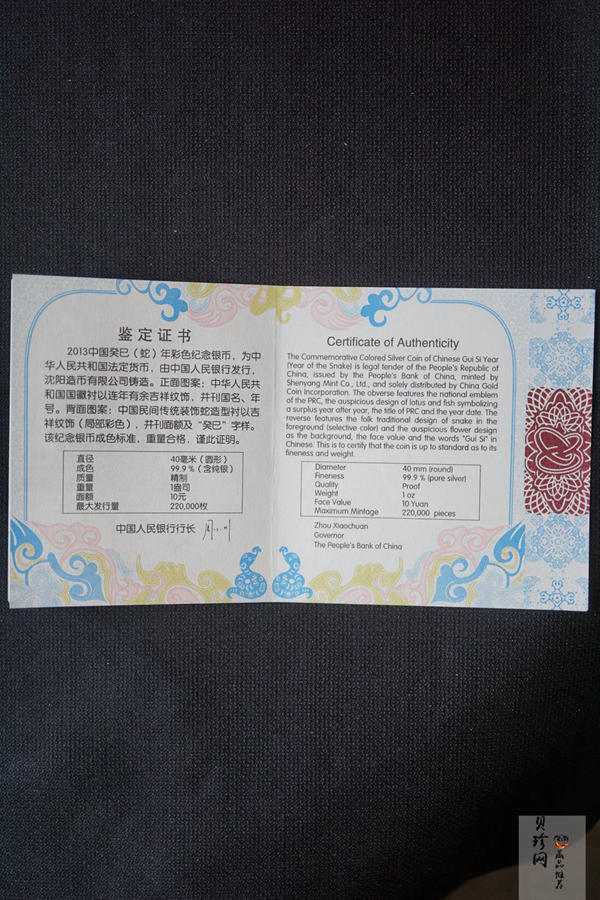 鉴定证书
2013中国癸巳（蛇）年彩色纪念银币，为中
华人民共和国法定货币，由中国人民银行发行，
沈阳造币有限公司铸造。正面图案：中华人民共
和国国徽衬以连年有余吉祥纹饰，并刊国名、年
号。背面图案：中国民间传统装饰蛇造型衬以吉
祥纹饰（局部彩色），并刊面额及“癸巳”字样。
该纪念银币成色标准，重量合格，谨此证明。
直径 40毫米（圆形）
成色 99.9％（含纯银）
质量 精制
重量 1盎司
面额 10元
最大发行量 220,000枚
中国人民银行行长
Certificate of Authenticity
The Commemorative Colored Silver Coin of Chinese Gui Si Year
(Year of the Snake) is legal tender of the People's Republic of
China, issued by the People's Bank of China, minted by
Shenyang Mint Co., Ltd., and solely distributed by China Gold
Coin Incorporation. The obverse features the national emblem
of the PRC, the auspicious design of lotus and fish symbolizing
a surplus year after year, the title of PRC and the year date. The
reverse features the folk traditional design of snake in the
foreground (selective color) and the auspicious flower design
as the background, the face value and the words "Gui Si" in
Chinese. This is to certify that the coin is up to standard as to its
fineness and weight.
Diameter 40 mm (round)
Fineness 99.9 % (pure silver)
Quality Proof
Weight 1 oz
Face Value 10 Yuan
Maximum Mintage 220,000 pieces
Zhou Xiaochuan
Governor
The People's Bank of China
贝珍网
藏品推荐